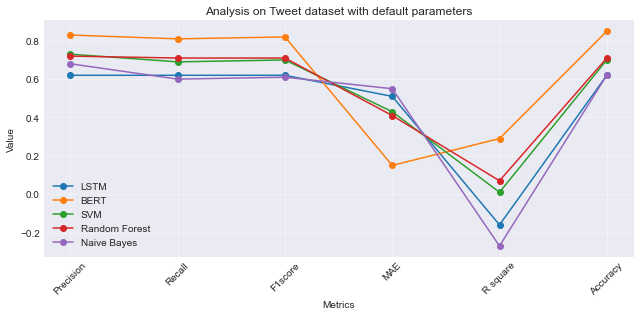 Analysis on Tweet dataset with default parameters
Value
0.8
0.6
0.4
0.2
0.0
−0.2
LSTM
BERT
SVM
Random Forest
Naive Bayes
Precision
Recall
F1score
MAE
R square
Accuracy
Metrics